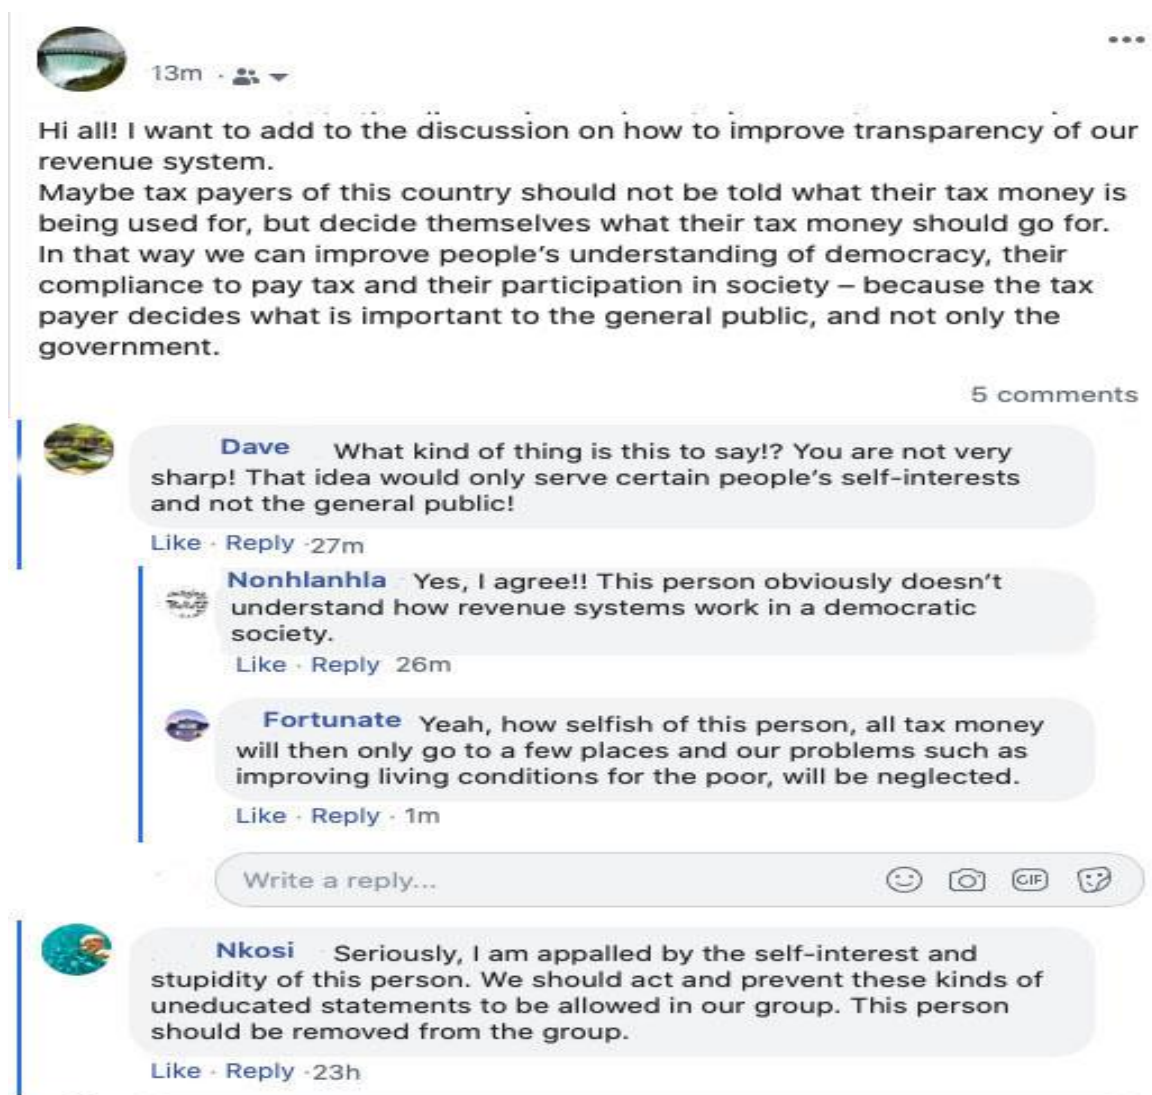 13m
Hi all! I want to add to the discussion on how to improve transparency of our
revenue system.
Maybe tax payers of this country should not be told what their tax money is
being used for, but decide themselves what their tax money should go for.
In that way we can improve people's understanding of democracy, their
compliance to pay tax and their participation in society – because the tax
payer decides what is important to the general public, and not only the
government.
5 comments
Dave What kind of thing is this to say!? You are not very
sharp! That idea would only serve certain people's self-interests
and not the general public!
Like · Reply ·27m
Nonhlanhla Yes, I agree!! This person obviously doesn't
understand how revenue systems work in a democratic
society.
Like · Reply 26m
Fortunate Yeah, how selfish of this person, all tax money
will then only go to a few places and our problems such as
improving living conditions for the poor, will be neglected.
Like · Reply · 1m
Write a reply...
GIF
Nkosi Seriously, I am appalled by the self-interest and
stupidity of this person. We should act and prevent these kinds of
uneducated statements to be allowed in our group. This person
should be removed from the group.
Like · Reply ·23h